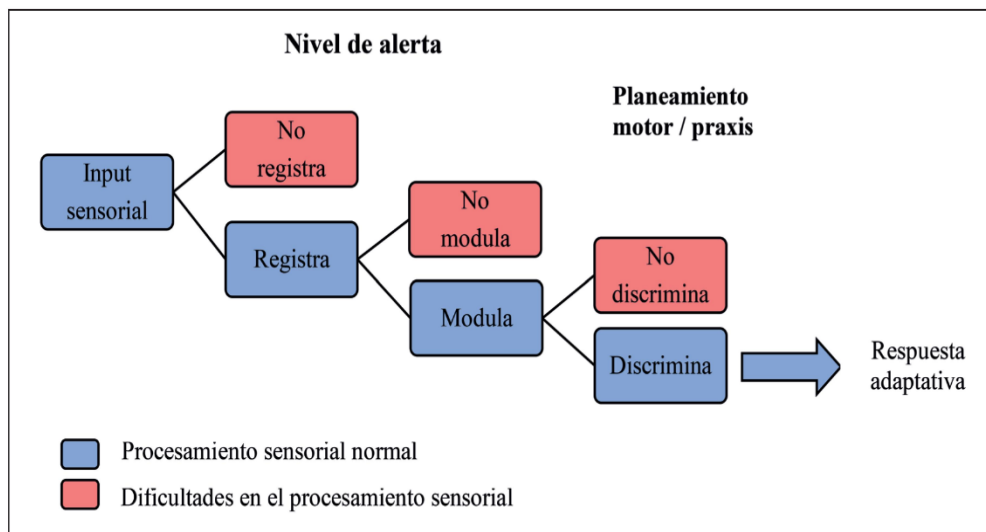 Nivel de alerta
Planeamiento
motor / praxis
No
registra
Input
sensorial
No
modula
Registra
No
discrimina
Modula
Discrimina
Respuesta
adaptativa
Procesamiento sensorial normal
Dificultades en el procesamiento sensorial